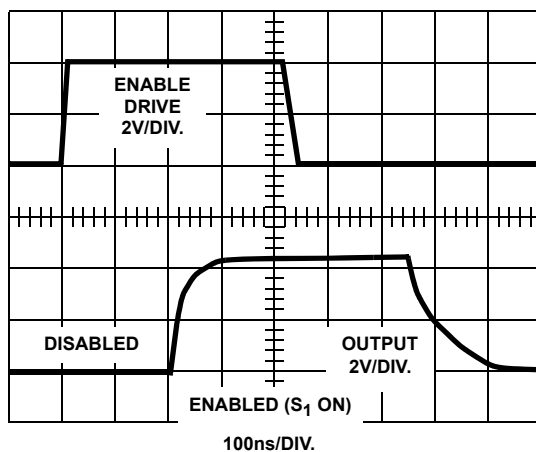 ENABLE
DRIVE
2V/DIV.
DISABLED
OUTPUT
2V/DIV.
ENABLED (S1 ON)
100ns/DIV.